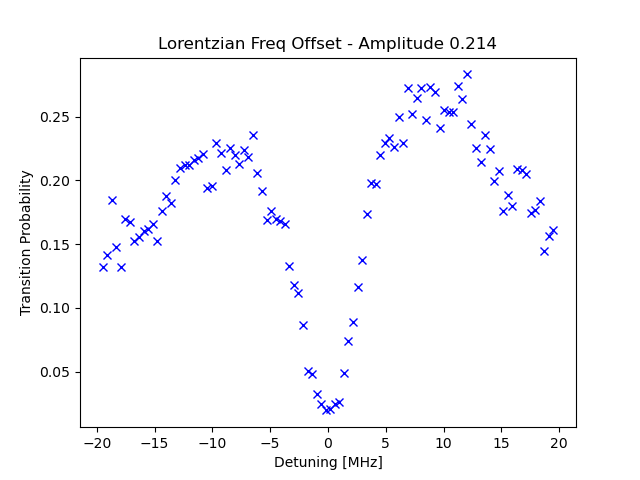 Lorentzian Freq Offset - Amplitude 0.214
Transition Probability
0.25
0.20
0.15
0.10
0.05
−20 −15 −10 −5 0 5 10 15 20
Detuning [MHz]